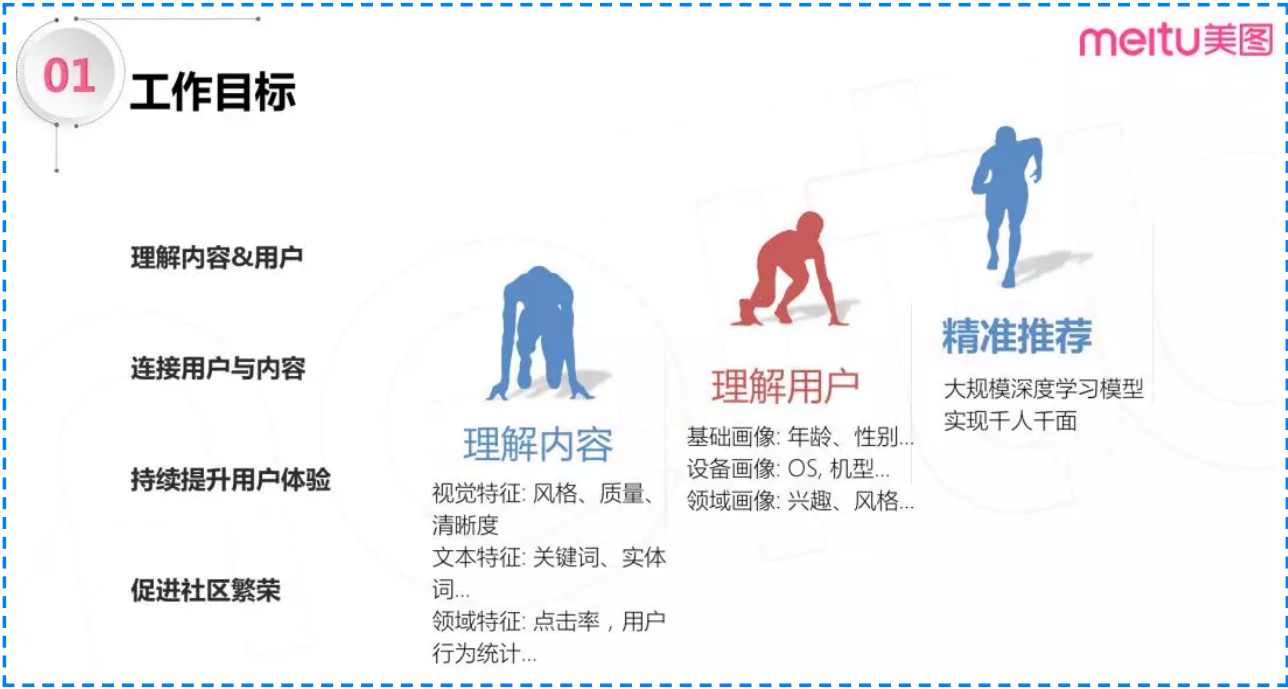 01
工作目标
meitu美图
理解内容&用户
连接用户与内容
持续提升用户体验
促进社区繁荣
理解内容
视觉特征: 风格、质量、
清晰度
文本特征: 关键词、实体
词...
领域特征: 点击率，用户
行为统计...
理解用户
基础画像: 年龄、性别...
设备画像: OS, 机型...
领域画像: 兴趣、风格...
精准推荐
大规模深度学习模型
实现千人千面